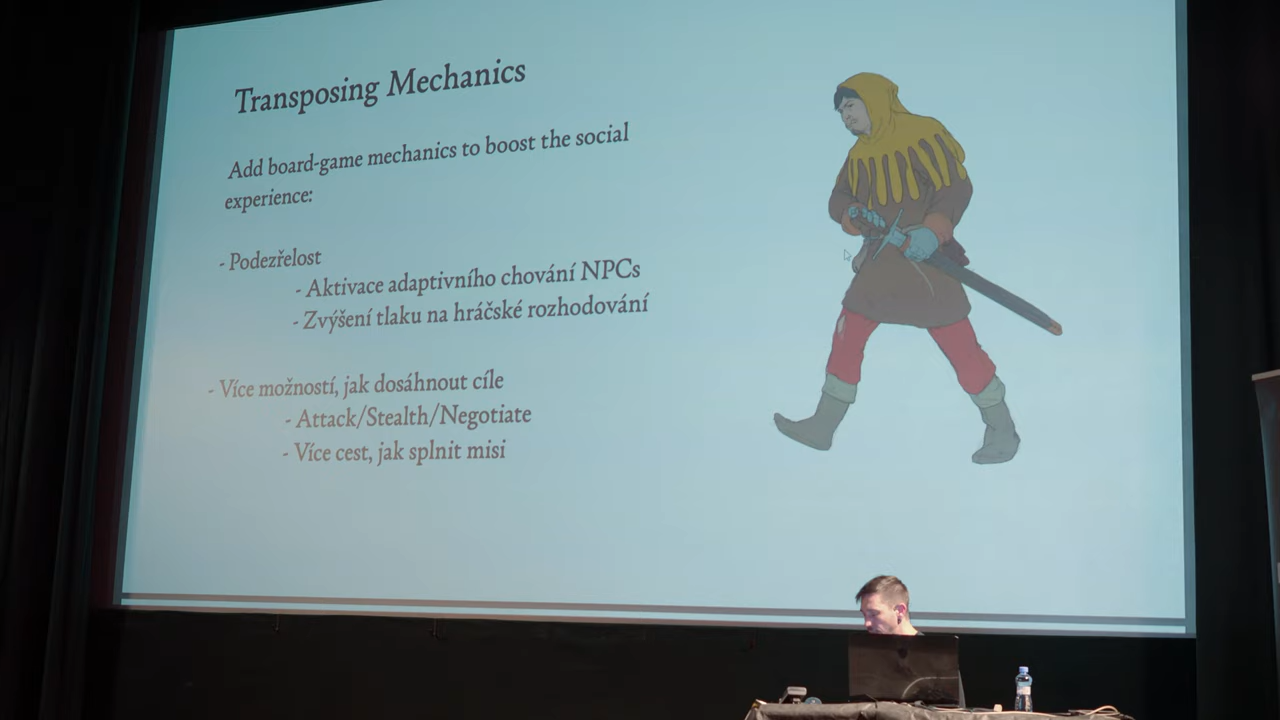 Transposing Mechanics
Add board-game mechanics to boost the social
experience:
- Podezřelost
- Aktivace adaptivního chování NPCs
- Zvýšení tlaku na hráčské rozhodování
- Více možností, jak dosáhnout cíle
- Attack/Stealth/Negotiate
- Více cest, jak splnit misi